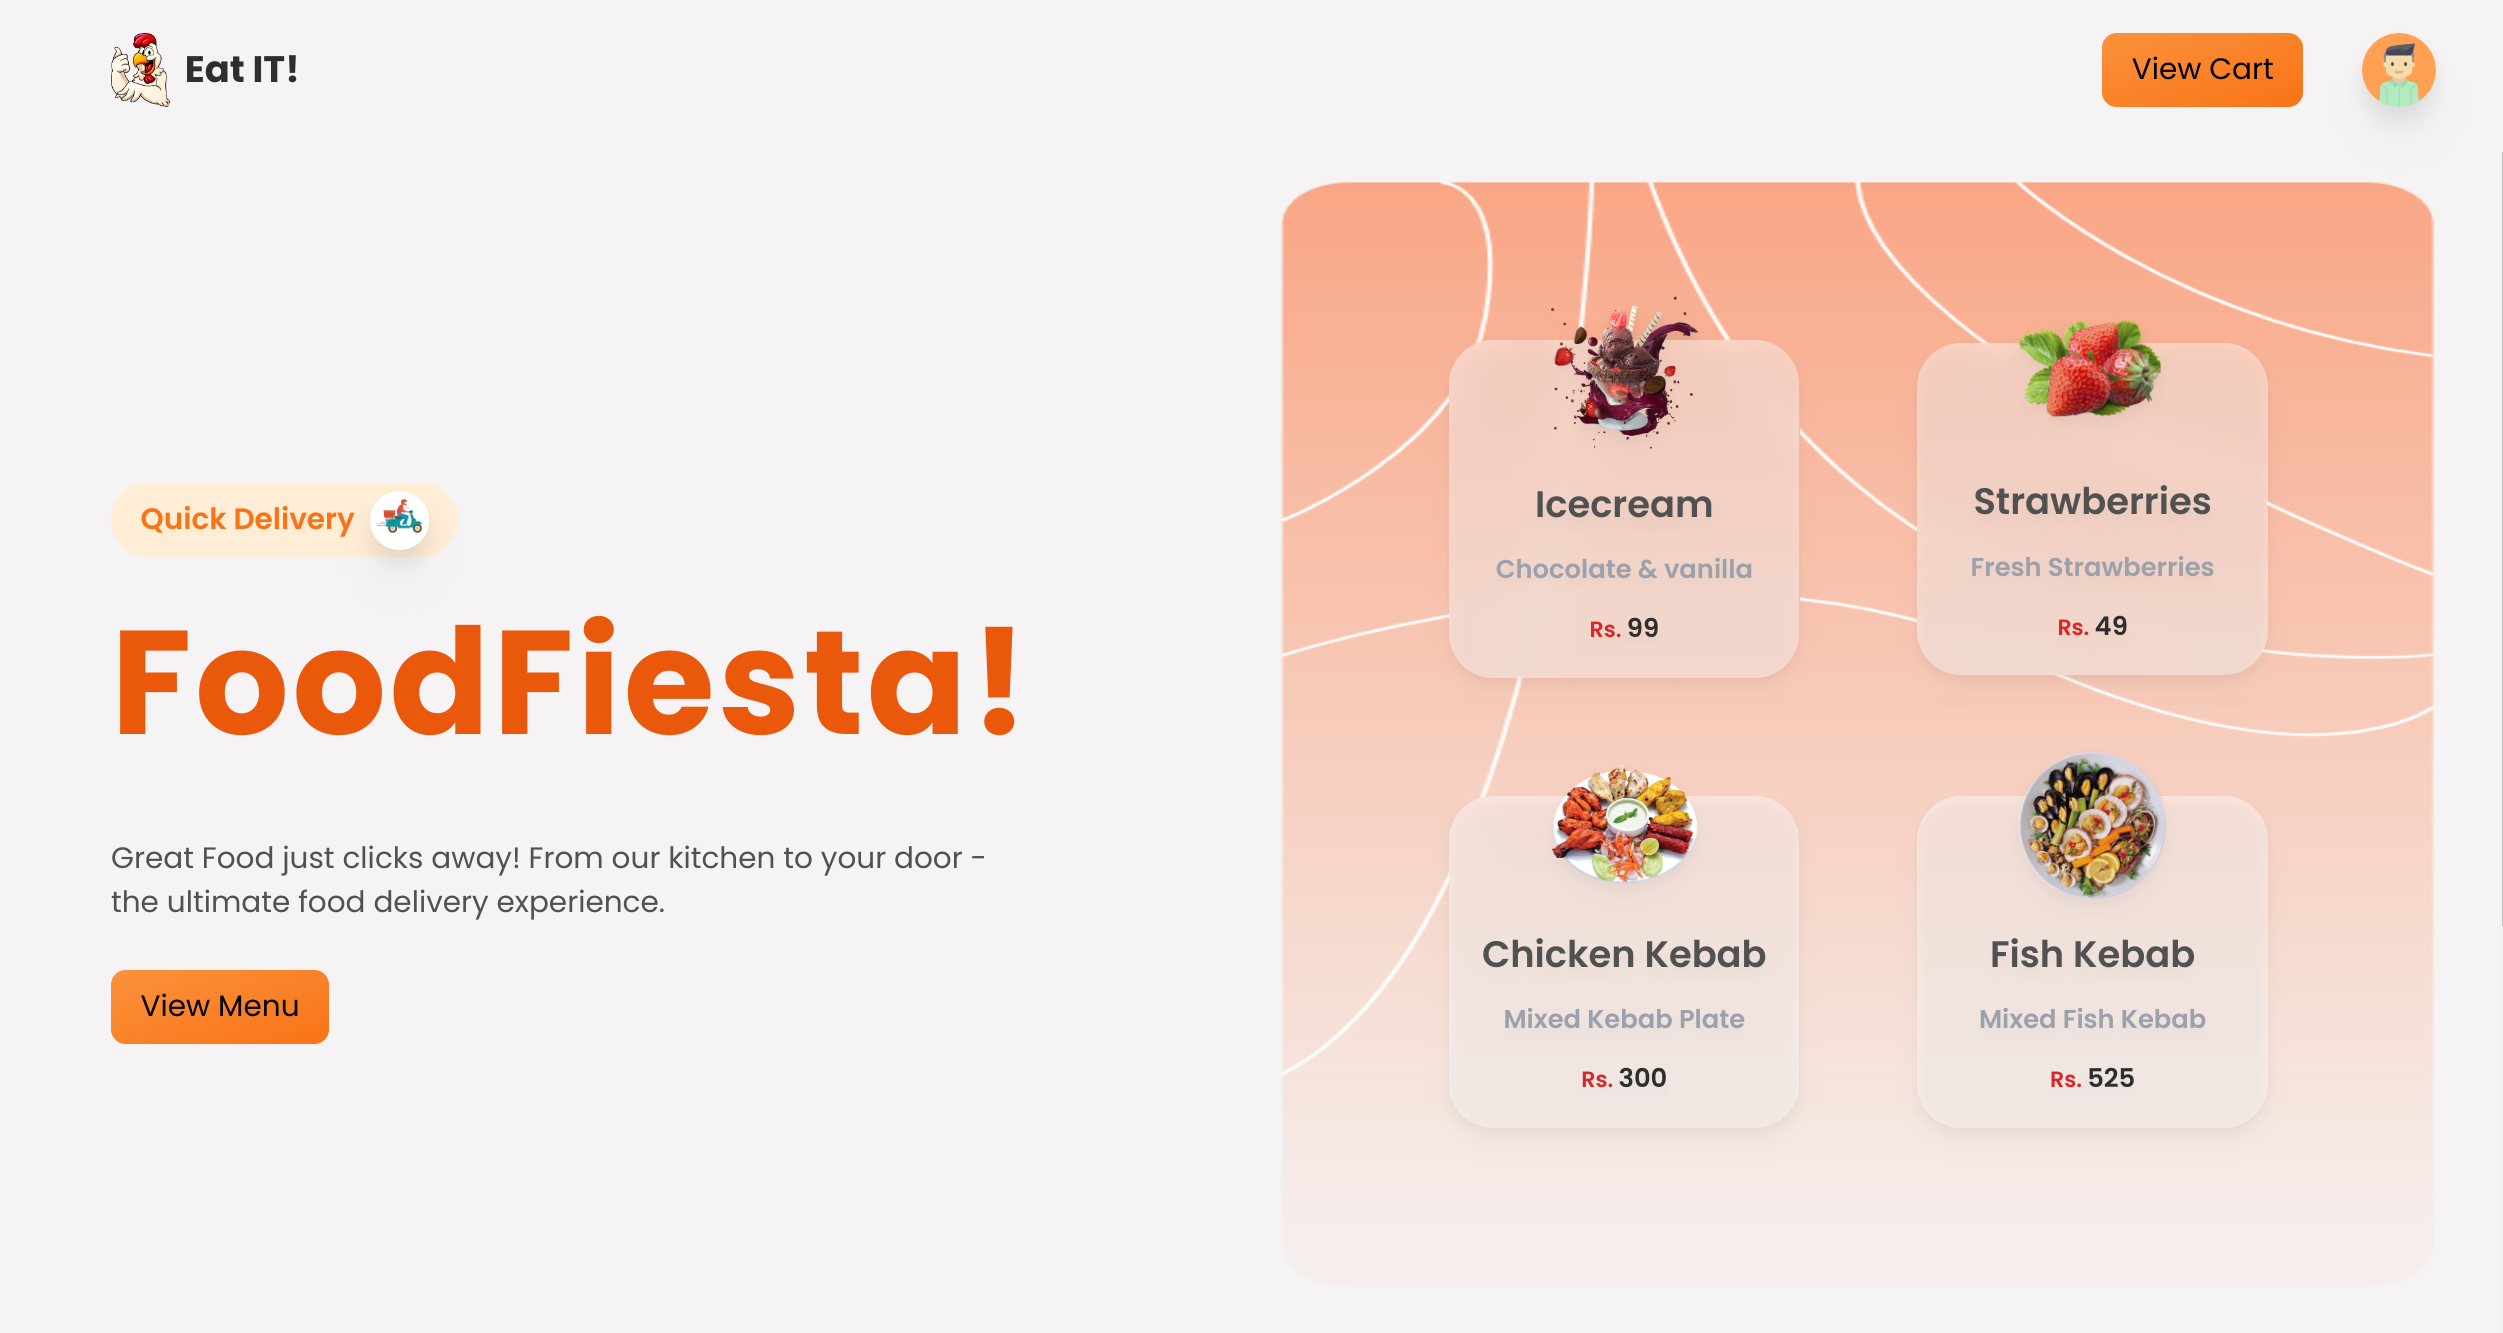 Eat IT!
View Cart
Quick Delivery
FoodFiesta!
Great Food just clicks away! From our kitchen to your door -
the ultimate food delivery experience.
View Menu
Icecream
Chocolate & vanilla
Rs. 99
Strawberries
Fresh Strawberries
Rs. 49
Chicken Kebab
Mixed Kebab Plate
Rs. 300
Fish Kebab
Mixed Fish Kebab
Rs. 525